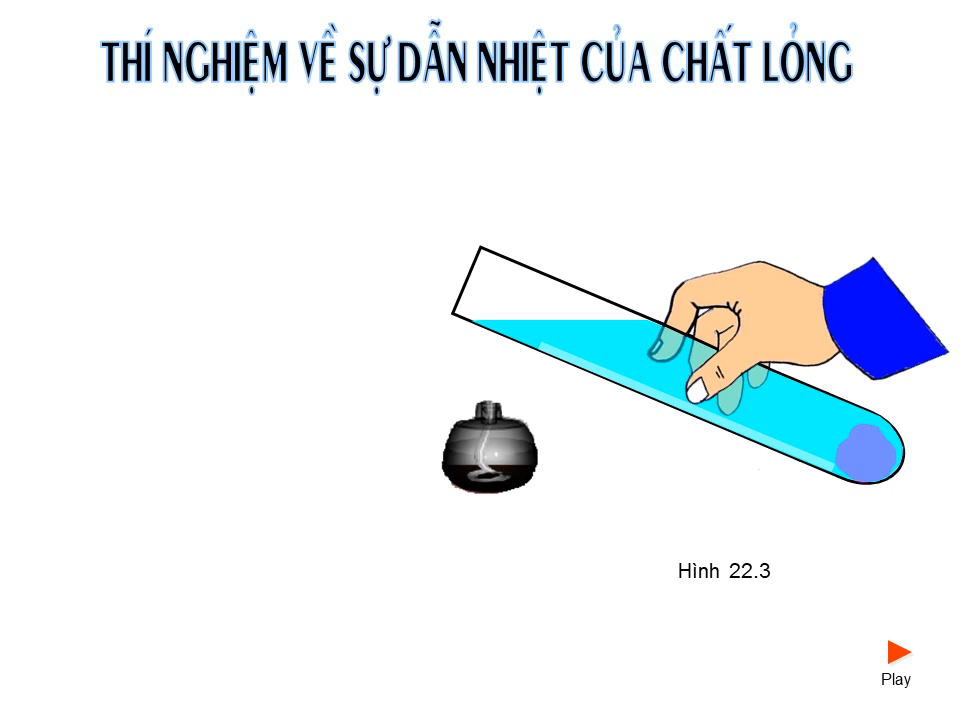 THÍ NGHIỆM VỀ SỰ DẪN NHIỆT CỦA CHẤT LỎNG
Hình 22.3
Play